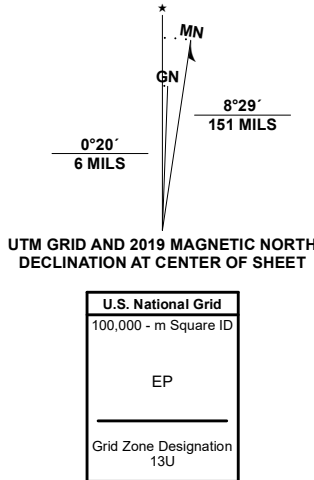 ★
MN
GN
8°29´
151 MILS
0°20´
6 MILS
UTM GRID AND 2019 MAGNETIC NORTH
DECLINATION AT CENTER OF SHEET
U.S. National Grid
100,000 - m Square ID
EP
Grid Zone Designation
13U